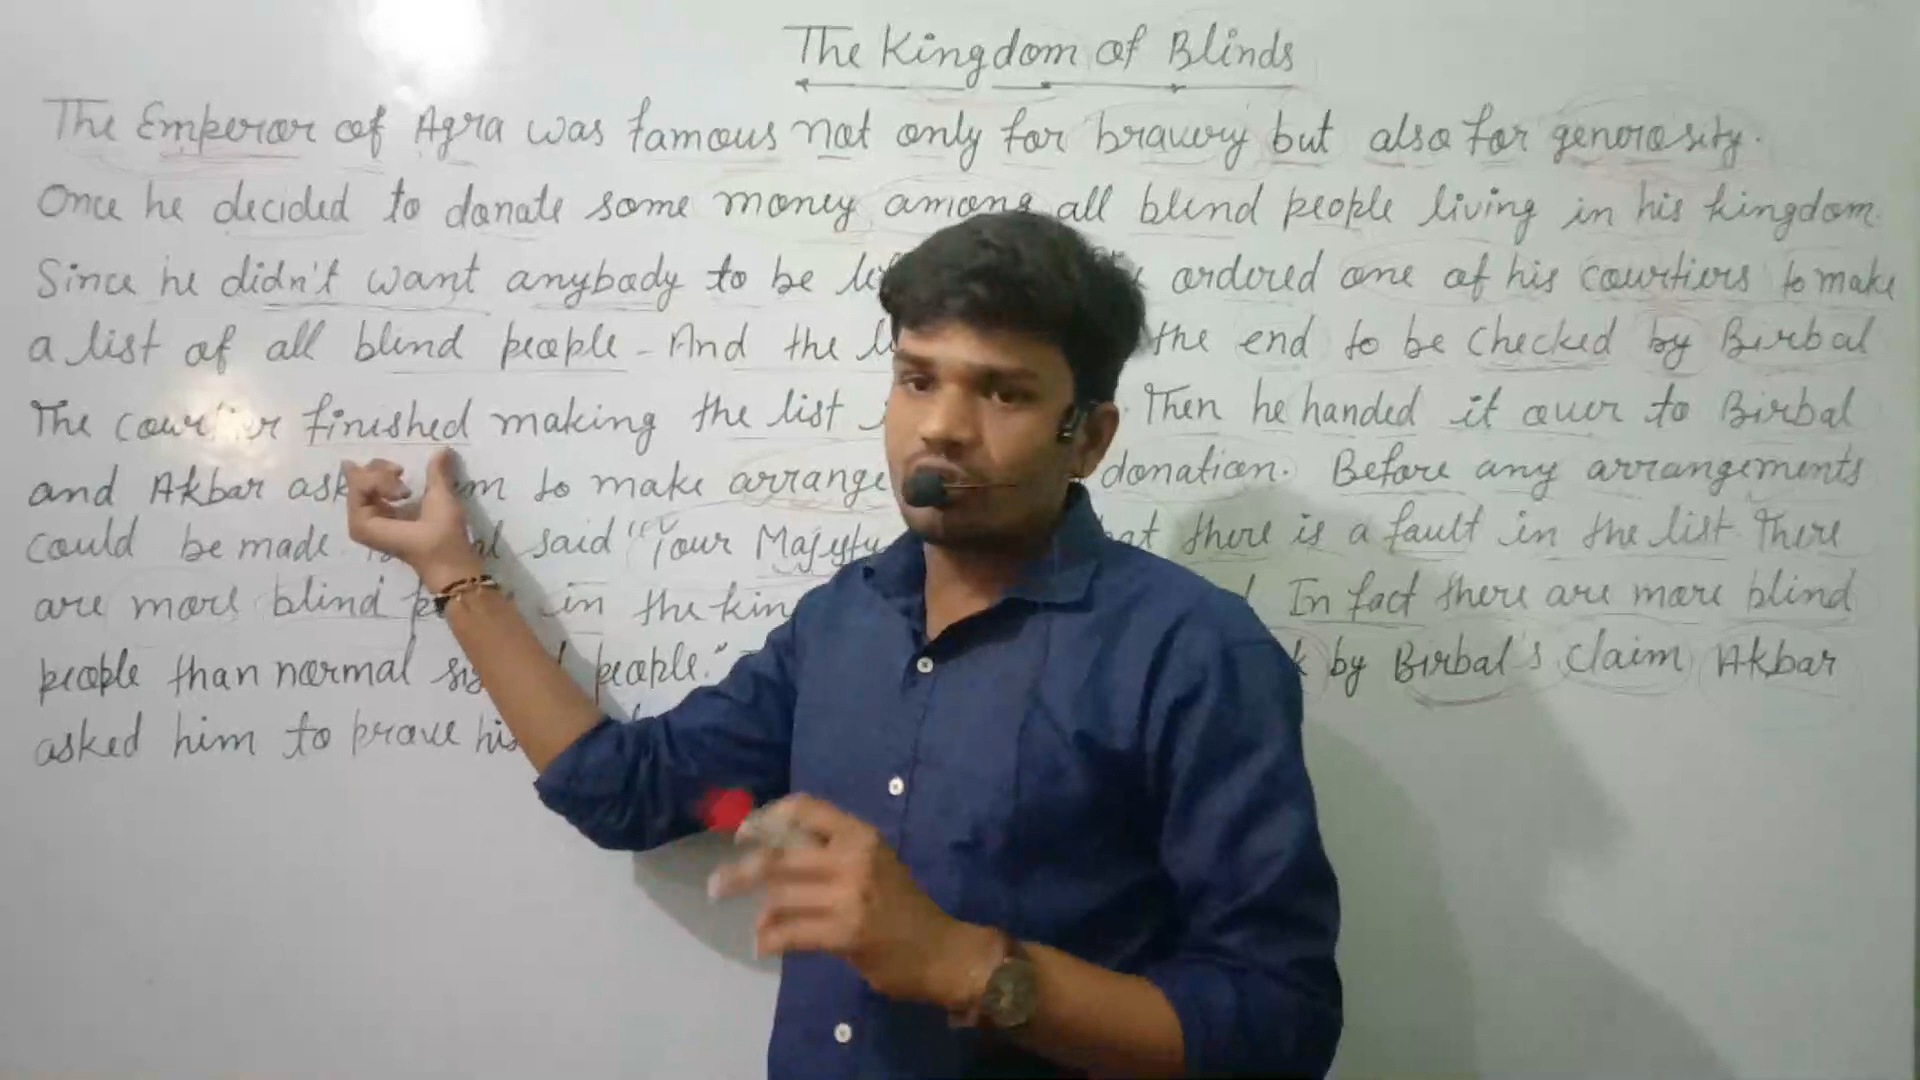 The Kingdom of Blinds
The Emperor of Agra was famous not only for bravery but also for generosity.
Once he decided to donate some money among all blind people living in his kingdom
Since he didn't want anybody to be ordered one of his courtiers to make
a list of all blind people - And the the end to be checked by Birbal
The finished making the list Then he handed it over to Birbal
and Akbar to make donation. Before any arrangements
could be made said "Your Majesty there is a fault in the list There
are more blind in the In fact there are more blind
people than normal people." by Birbal's claim Akbar
asked him to prove